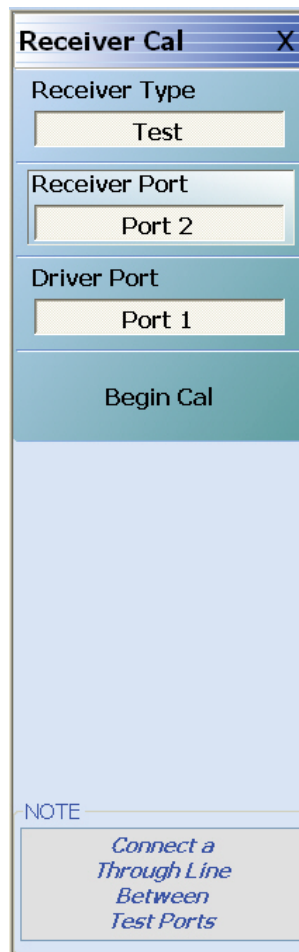 Receiver Cal X
Receiver Type
Test
Receiver Port
Port 2
Driver Port
Port 1
Begin Cal
NOTE
Connect a
Through Line
Between
Test Ports